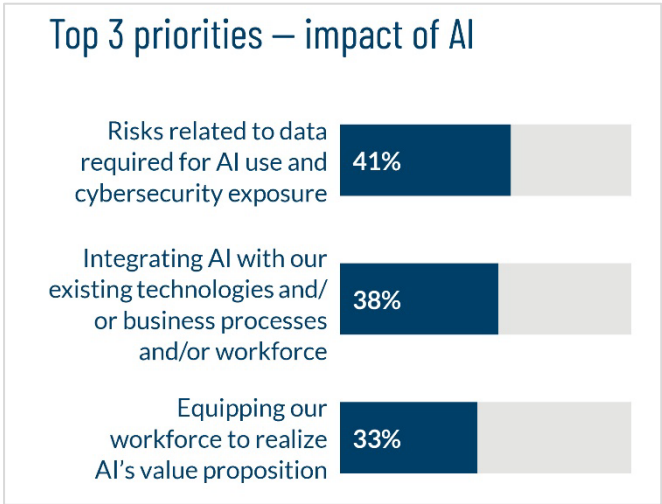 Top 3 priorities — impact of AI
Risks related to data
required for AI use and
cybersecurity exposure
41%
Integrating AI with our
existing technologies and/
or business processes
and/or workforce
38%
Equipping our
workforce to realize
AI’s value proposition
33%